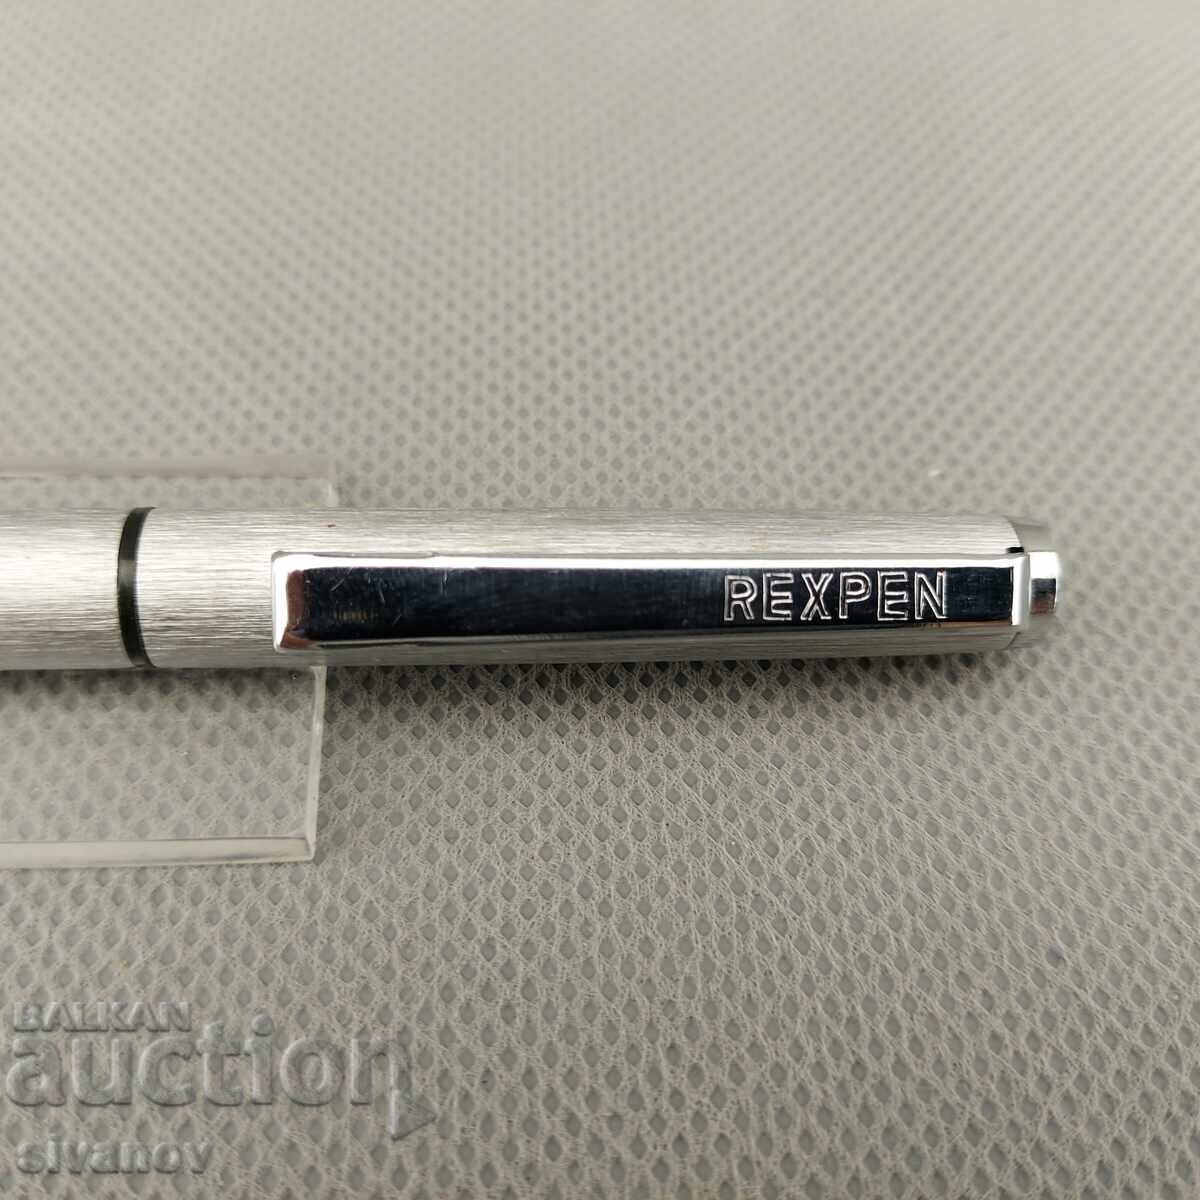 REXPEN
BALKAN
auction
sivanov